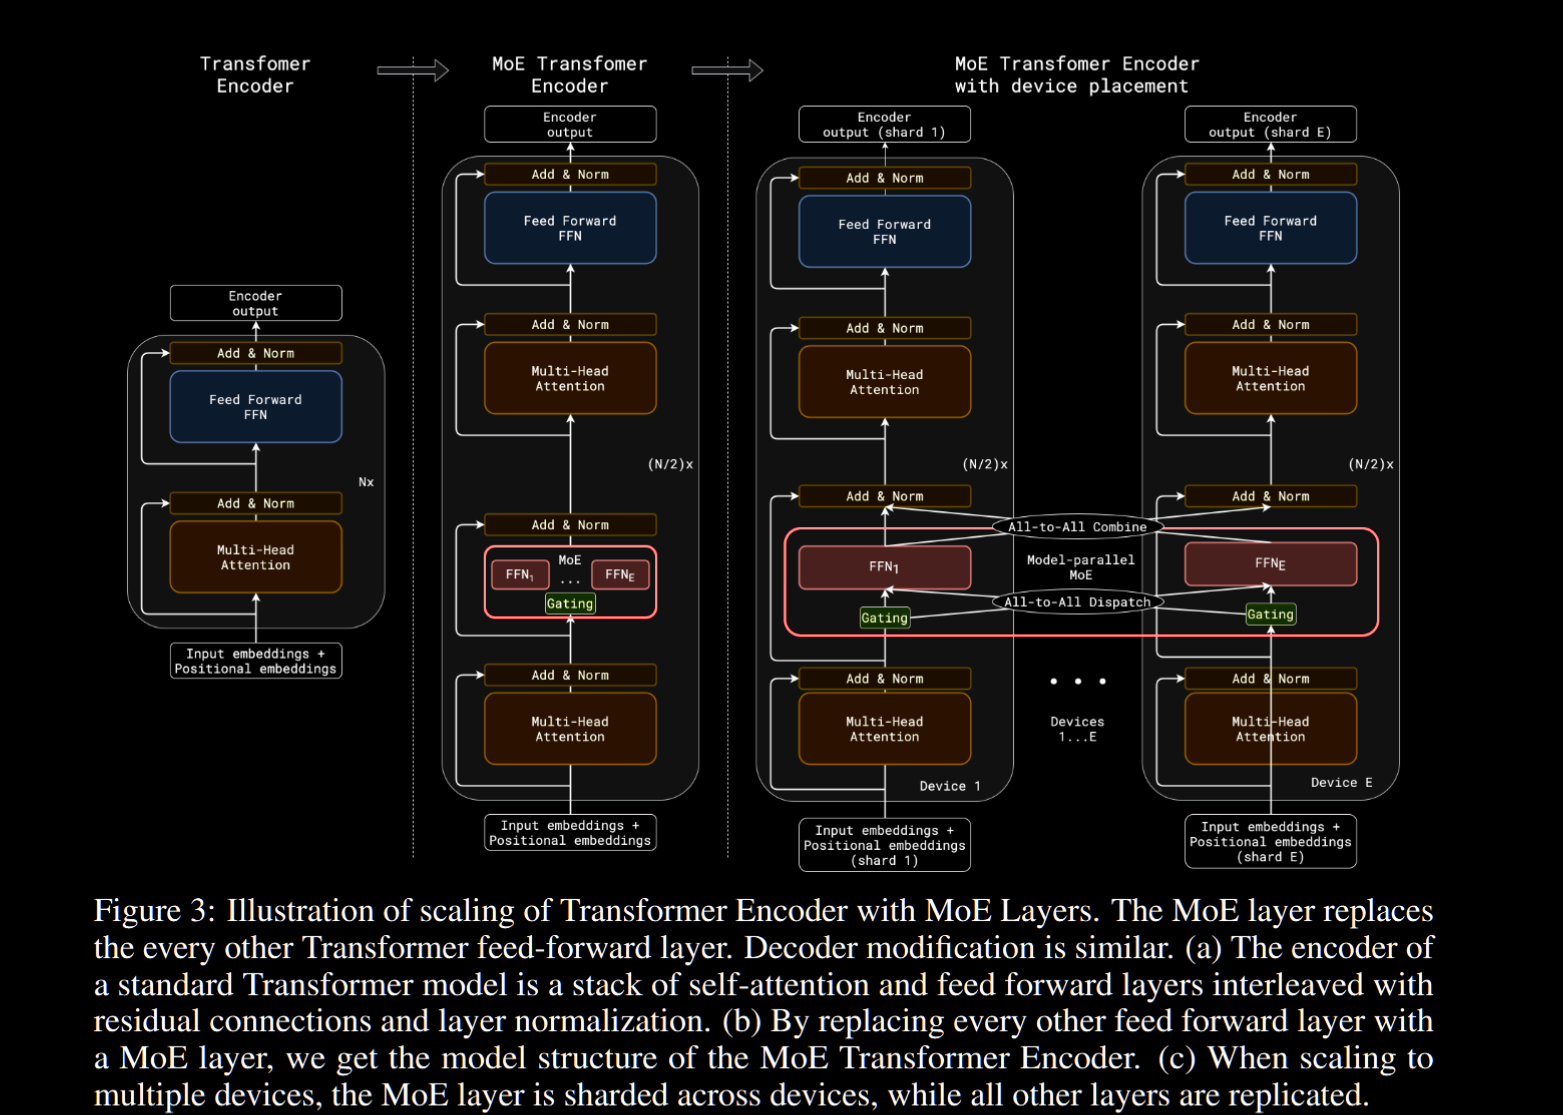 Transfomer
Encoder
MoE Transfomer
Encoder
MoE Transfomer Encoder
with device placement
Encoder
output
Add & Norm
Feed Forward
FFN
Nx
Add & Norm
Multi-Head
Attention
Input embeddings +
Positional embeddings
Encoder
output
Add & Norm
Feed Forward
FFN
Add & Norm
Multi-Head
Attention
(N/2)x
Add & Norm
MoE
FFN₁
...
FFN_E
Gating
Add & Norm
Multi-Head
Attention
Input embeddings +
Positional embeddings
Encoder
output (shard 1)
Add & Norm
Feed Forward
FFN
Add & Norm
Multi-Head
Attention
(N/2)x
Add & Norm
FFN₁
Gating
Add & Norm
Multi-Head
Attention
Device 1
Input embeddings +
Positional embeddings
(shard 1)
All-to-All Combine
Model-parallel
MoE
All-to-All Dispatch
• • •
Devices
1...E
Encoder
output (shard E)
Add & Norm
Feed Forward
FFN
Add & Norm
Multi-Head
Attention
(N/2)x
Add & Norm
FFN_E
Gating
Add & Norm
Multi-Head
Attention
Device E
Input embeddings +
Positional embeddings
(shard E)
Figure 3: Illustration of scaling of Transformer Encoder with MoE Layers. The MoE layer replaces
the every other Transformer feed-forward layer. Decoder modification is similar. (a) The encoder of
a standard Transformer model is a stack of self-attention and feed forward layers interleaved with
residual connections and layer normalization. (b) By replacing every other feed forward layer with
a MoE layer, we get the model structure of the MoE Transformer Encoder. (c) When scaling to
multiple devices, the MoE layer is sharded across devices, while all other layers are replicated.